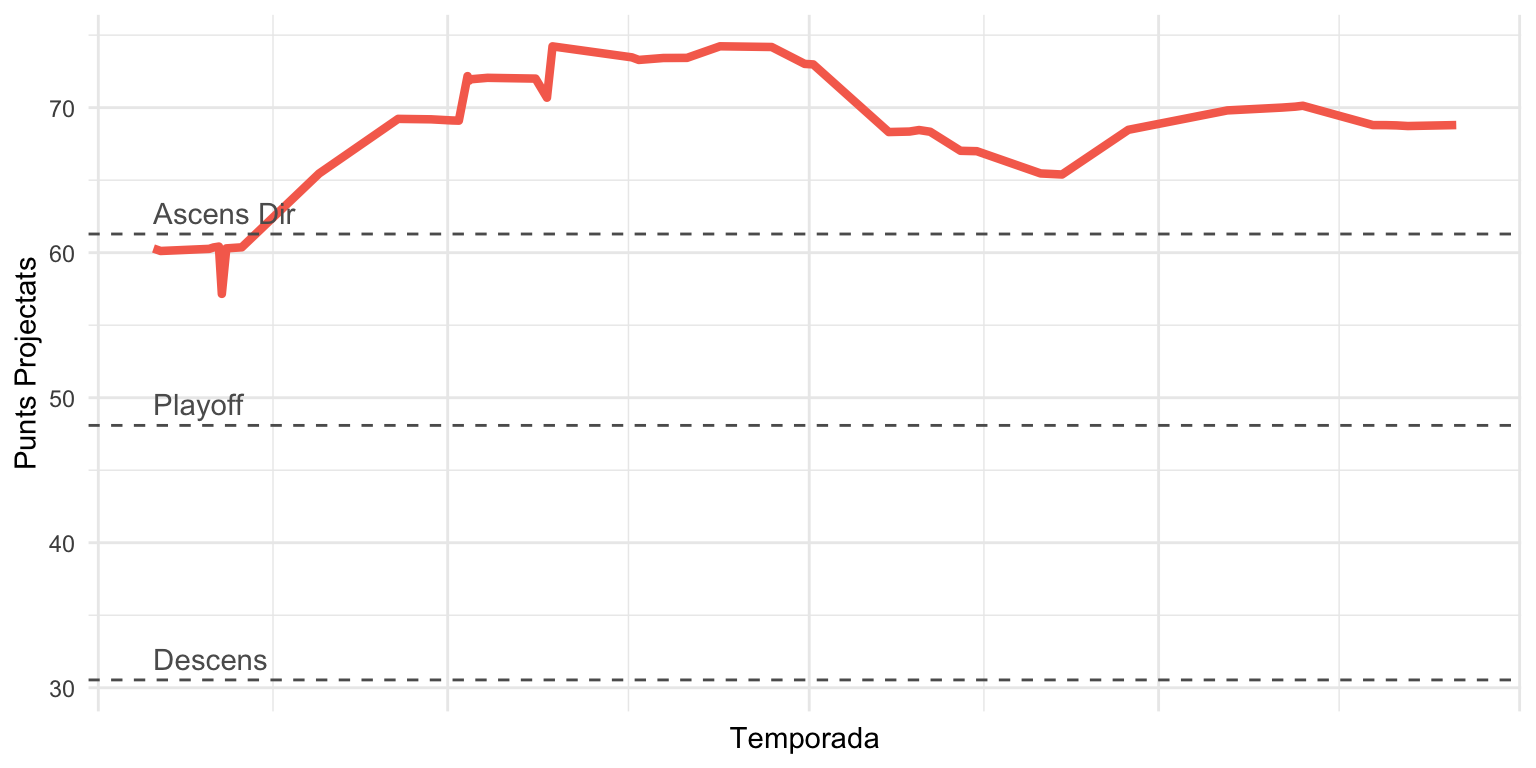 70
Ascens Dir
60
Punts Projectats
Playoff
50
40
Descens
30
Temporada